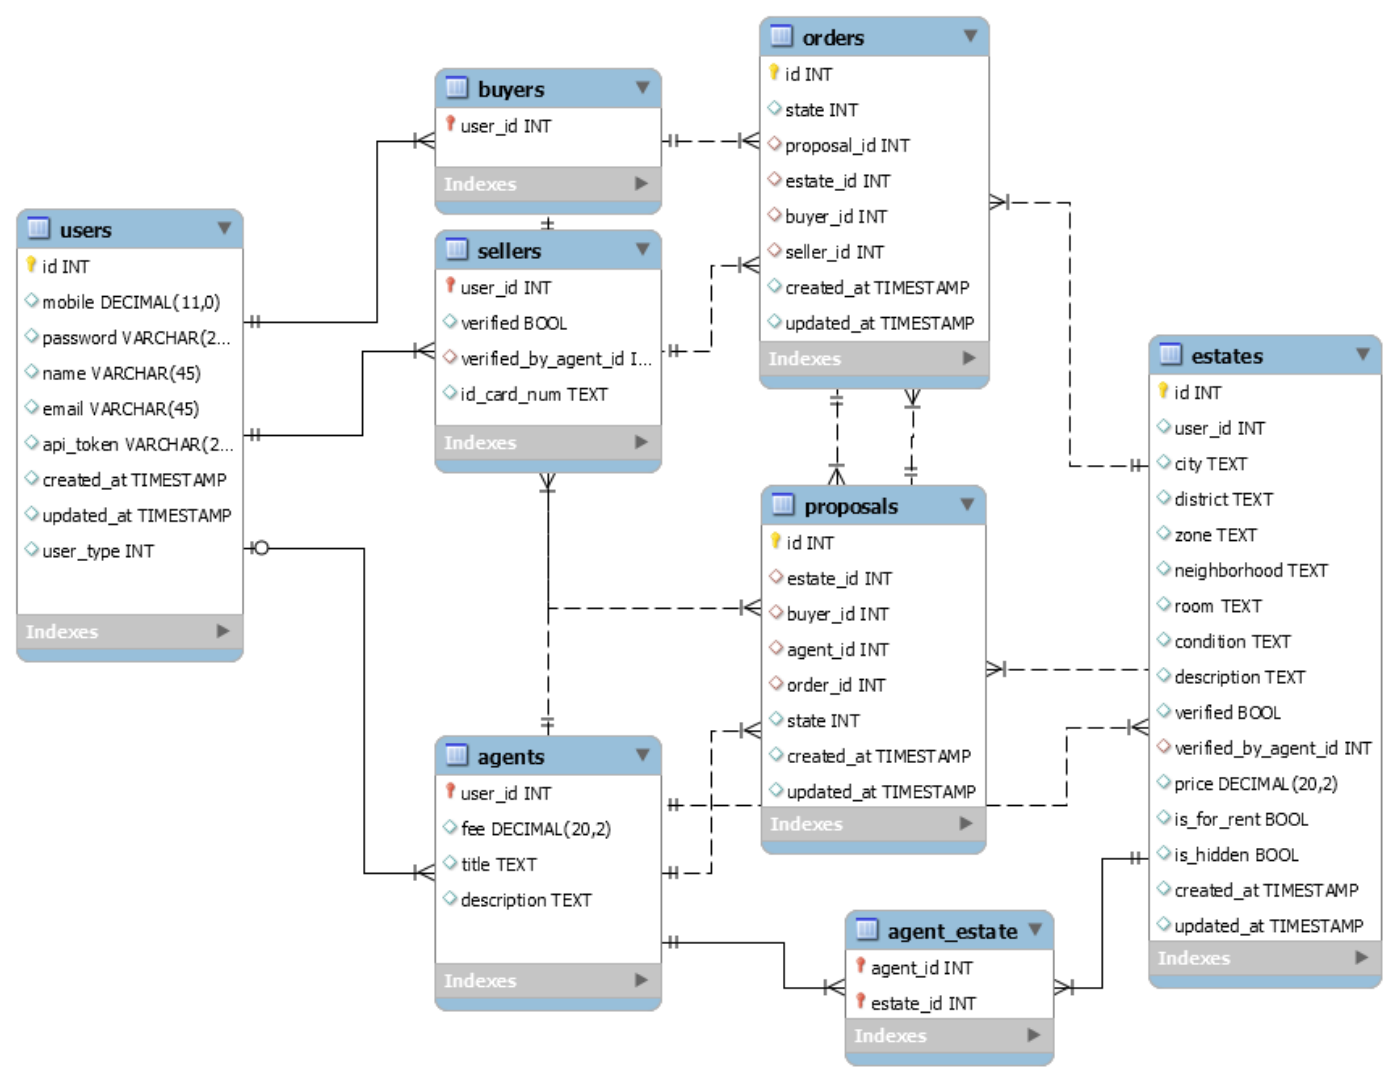 users
id INT
mobile DECIMAL(11,0)
password VARCHAR(2...
name VARCHAR(45)
email VARCHAR(45)
api_token VARCHAR(2...
created_at TIMESTAMP
updated_at TIMESTAMP
user_type INT
Indexes
buyers
user_id INT
Indexes
sellers
user_id INT
verified BOOL
verified_by_agent_id I...
id_card_num TEXT
Indexes
agents
user_id INT
fee DECIMAL(20,2)
title TEXT
description TEXT
Indexes
orders
id INT
state INT
proposal_id INT
estate_id INT
buyer_id INT
seller_id INT
created_at TIMESTAMP
updated_at TIMESTAMP
Indexes
proposals
id INT
estate_id INT
buyer_id INT
agent_id INT
order_id INT
state INT
created_at TIMESTAMP
updated_at TIMESTAMP
Indexes
agent_estate
agent_id INT
estate_id INT
Indexes
estates
id INT
user_id INT
city TEXT
district TEXT
zone TEXT
neighborhood TEXT
room TEXT
condition TEXT
description TEXT
verified BOOL
verified_by_agent_id INT
price DECIMAL(20,2)
is_for_rent BOOL
is_hidden BOOL
created_at TIMESTAMP
updated_at TIMESTAMP
Indexes